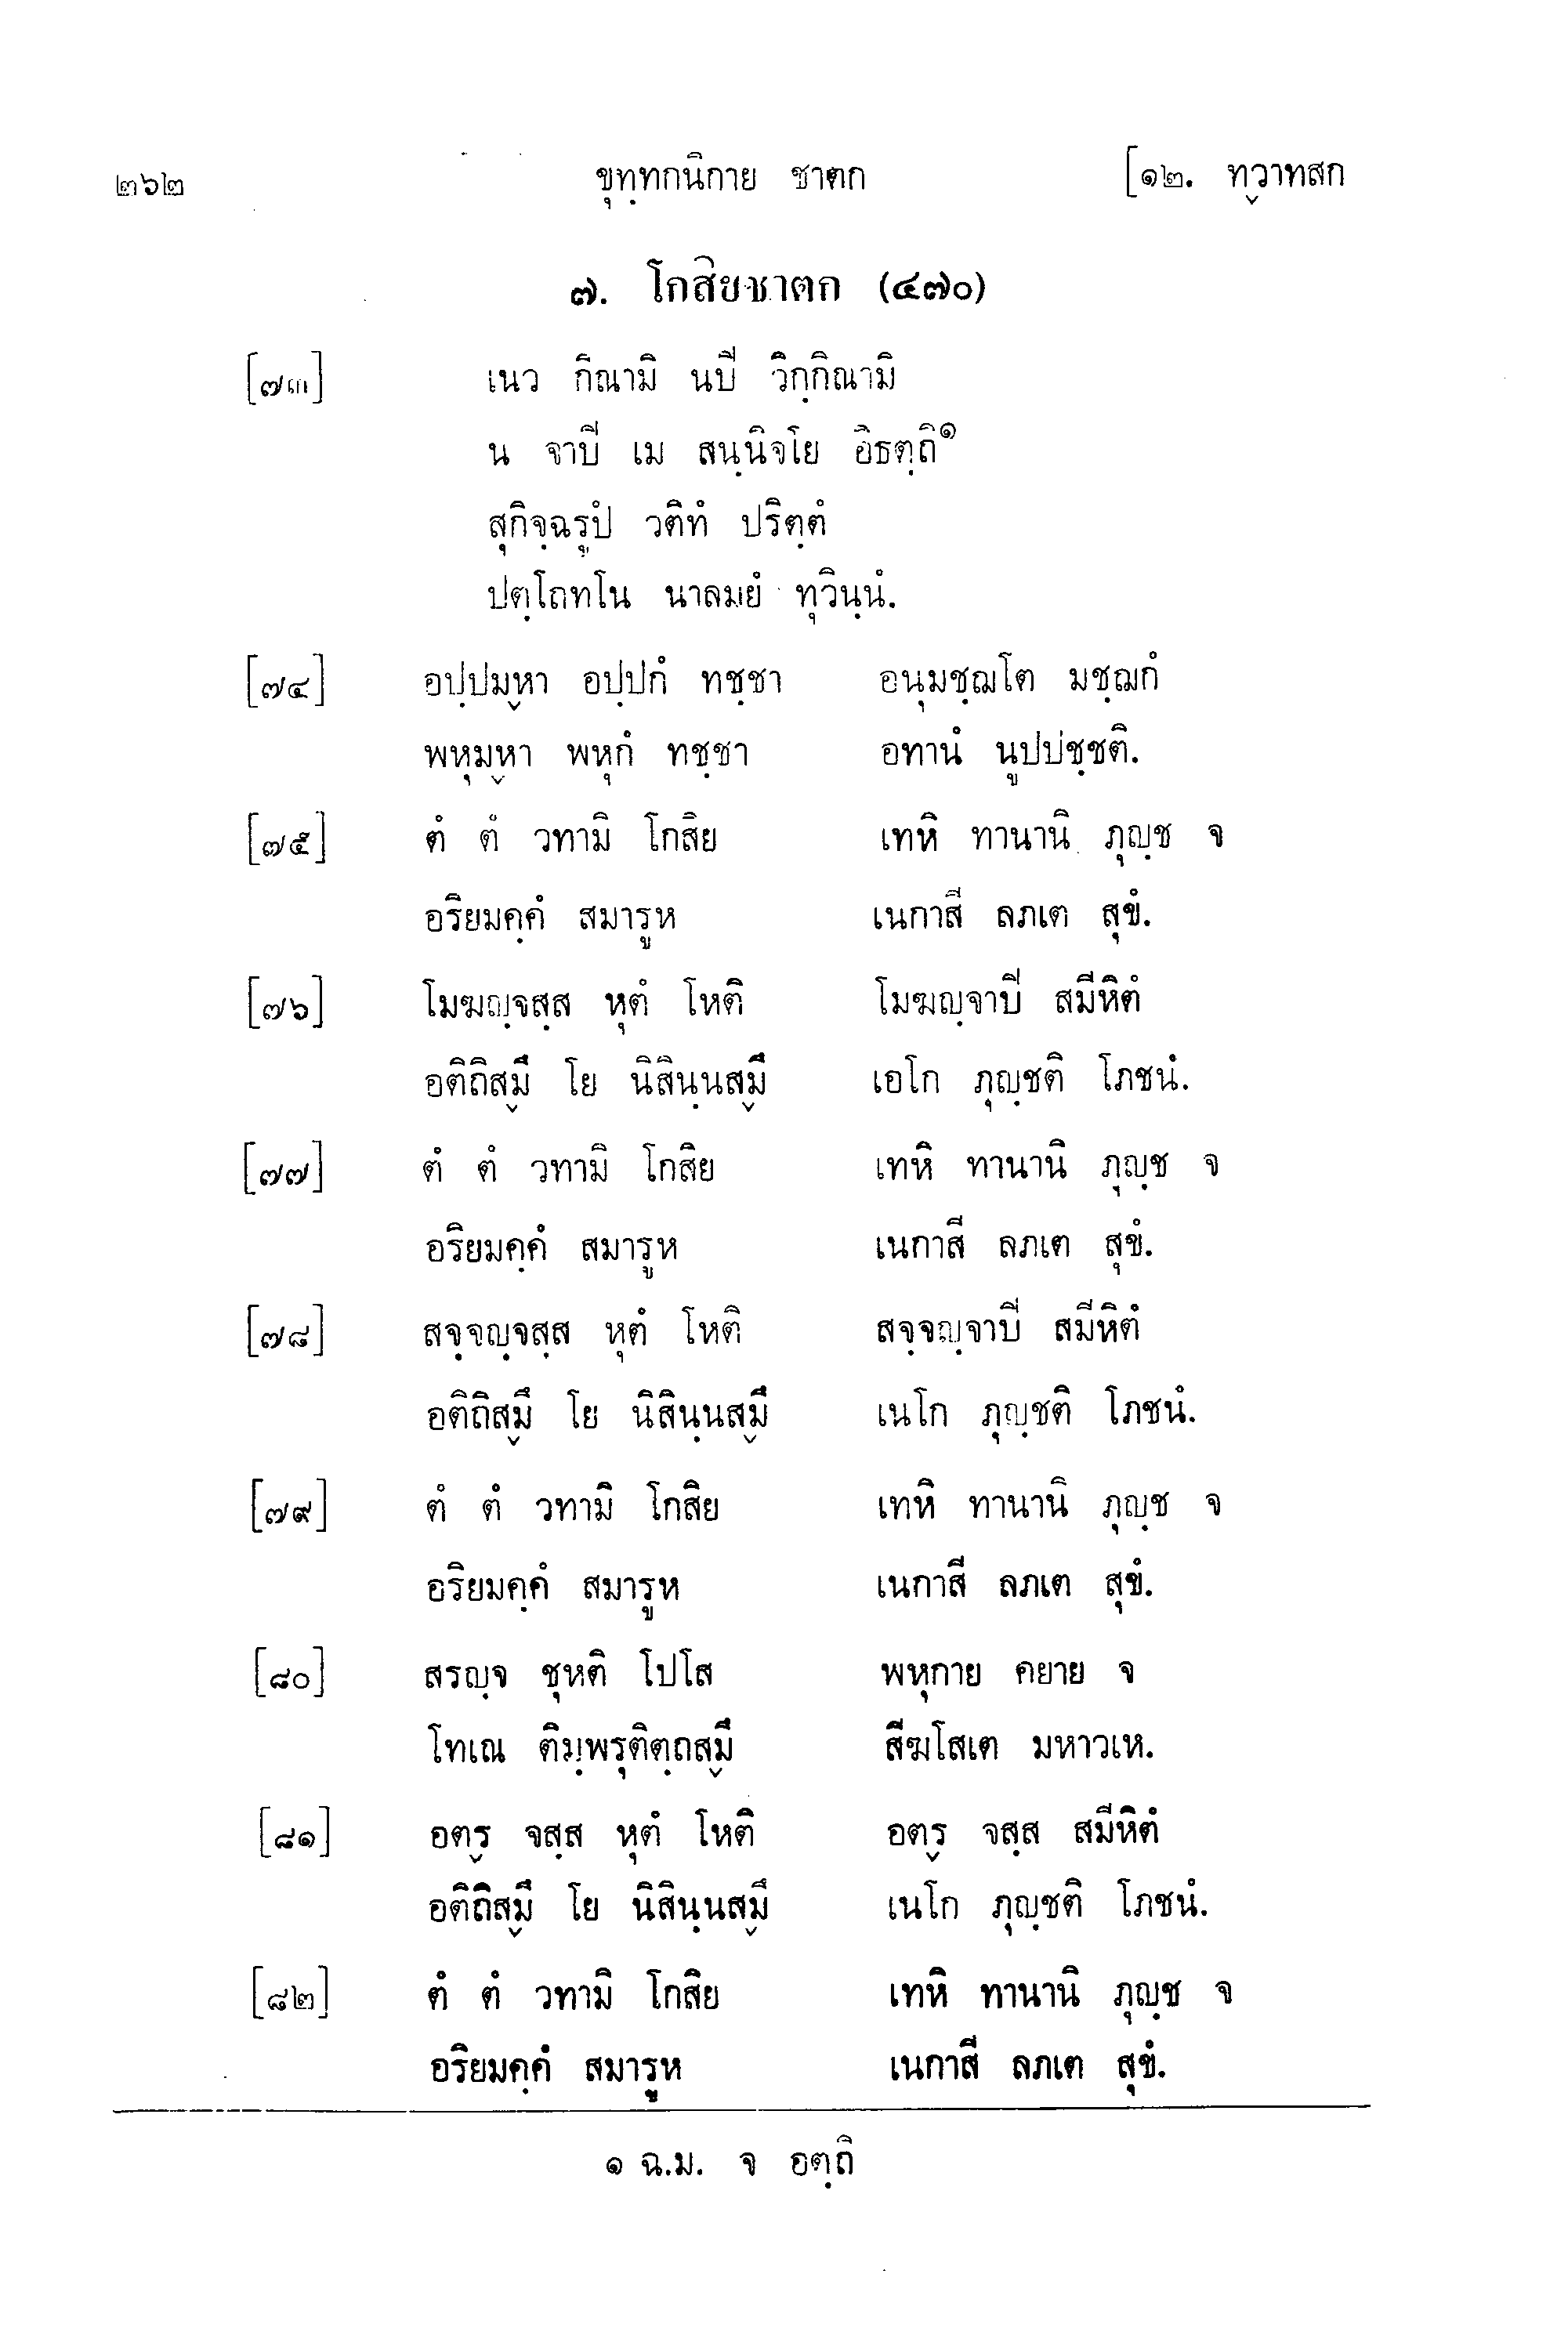 ๒๖๒ ขุทฺทกนิกาย ชาตก [๑๒. ทฺวาทสก
๗. โกสิยชาตก (๔๗๐)
[๗๓] เนว กีณามิ นปี วิกฺกิณามิ
น จาปี เม สนฺนิจโย อิธตฺถิ๑
สุกิจฺฉรูปํ วติทํ ปริตฺตํ
ปตฺโถทโน นาลมยํ ทุวินฺนํ.
[๗๔] อปฺปมฺหา อปฺปกํ ทชฺชา อนุมชฺฌโต มชฺฌกํ
พหุมฺหา พหุกํ ทชฺชา อทานํ นูปปชฺชติ.
[๗๕] ตํ ตํ วทามิ โกสิย เทหิ ทานานิ ภุญฺช จ
อริยมคฺคํ สมารูห เนกาสี ลภเต สุขํ.
[๗๖] โมฆญฺจสฺส หุตํ โหติ โมฆญฺจาปี สมีหิตํ
อติถิสฺมึ โย นิสินฺนสฺมึ เอโก ภุญฺชติ โภชนํ.
[๗๗] ตํ ตํ วทามิ โกสิย เทหิ ทานานิ ภุญฺช จ
อริยมคฺคํ สมารูห เนกาสี ลภเต สุขํ.
[๗๘] สจฺจญฺจสฺส หุตํ โหติ สจฺจญฺจาปี สมีหิตํ
อติถิสฺมึ โย นิสินฺนสฺมึ เนโก ภุญฺชติ โภชนํ.
[๗๙] ตํ ตํ วทามิ โกสิย เทหิ ทานานิ ภุญฺช จ
อริยมคฺคํ สมารูห เนกาสี ลภเต สุขํ.
[๘๐] สรญฺจ ชุหติ โปโส พหุกาย คยาย จ
โทเณ ติมฺพรุติตฺถสฺมึ สีฆโสเต มหาวเห.
[๘๑] อตฺร จสฺส หุตํ โหติ อตฺร จสฺส สมีหิตํ
อติถิสฺมึ โย นิสินฺนสฺมึ เนโก ภุญฺชติ โภชนํ.
[๘๒] ตํ ตํ วทามิ โกสิย เทหิ ทานานิ ภุญฺช จ
อริยมคฺคํ สมารูห เนกาสี ลภเต สุขํ.
๑ ฉ.ม. จ อตฺถิ